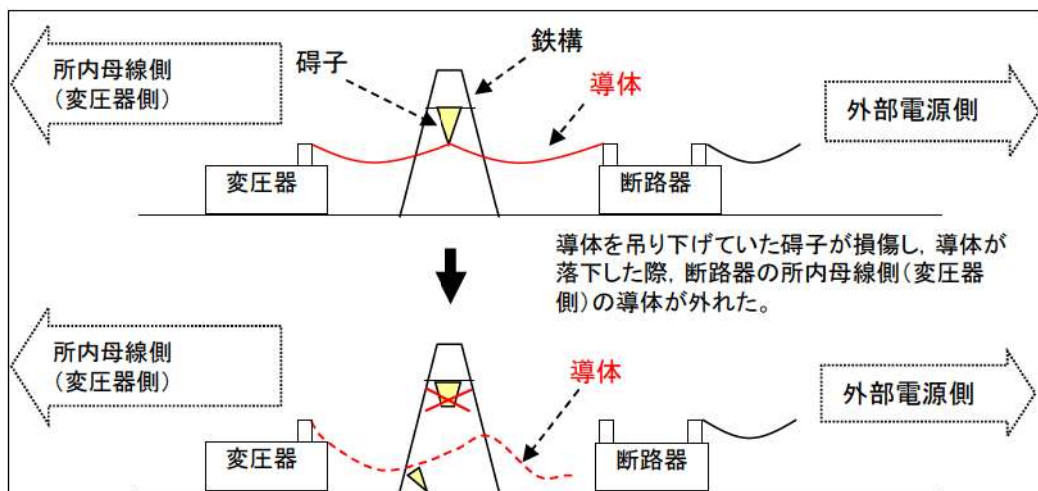 所内母線側
(変圧器側)
碍子
鉄構
導体
外部電源側
変圧器
断路器
導体を吊り下げていた碍子が損傷し,導体が
落下した際,断路器の所内母線側(変圧器
側)の導体が外れた。
所内母線側
(変圧器側)
導体
外部電源側
変圧器
断路器